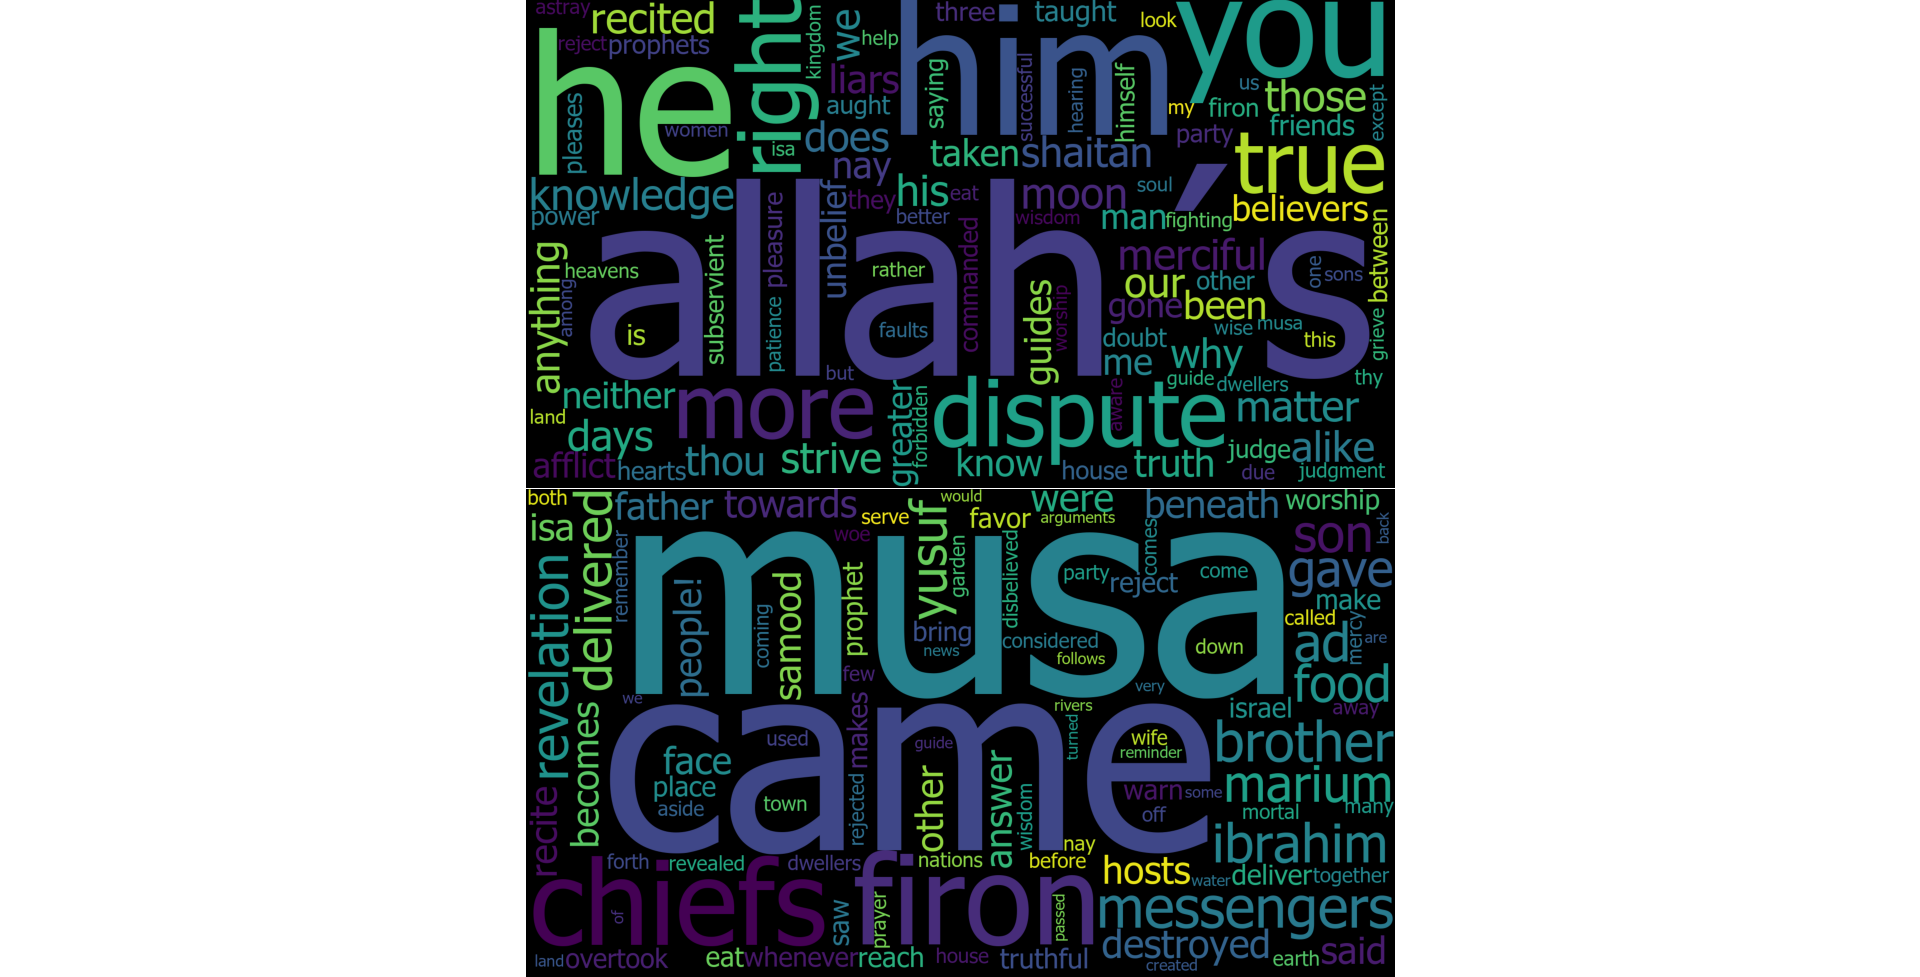 astray
recited
three
taught
look
you
he
right
kingdom
we
help
him
reject
prophets
us
those
except
liars
saying
successful
hearing
himself
my
firon
friends
pleases
women
aught
party
isa
does
true
nay
taken
shaitan
knowledge
unbelief
they
his
eat
moon
soul
believers
power
pleasure
better
wisdom
man
fighting
allah´s
commanded
merciful
between
anything
heavens
among
subservient
rather
our
other
one
sons
is
patience
faults
guides
worship
gone
been
wise
musa
this
grieve
doubt
me
why
but
guide
dwellers
thy
neither
more
greater
forbidden
dispute
aware
matter
land
days
judge
alike
afflict
hearts
thou
strive
know
house
truth
due
judgment
both
father
towards
yusuf
would
were
beneath
worship
isa
delivered
serve
favor
arguments
son
back
remember
woe
garden
disbelieved
comes
musa
revelation
people!
coming
samood
prophet
party
reject
come
gave
make
bring
called
news
considered
follows
down
ad
mercy
are
few
very
food
we
becomes
makes
rivers
israel
away
came
used
guide
turned
wife
reminder
brother
face
place
aside
town
rejected
other
answer
wisdom
warn
some
off
marium
mortal
many
recite
ibrahim
nay
forth
revealed
dwellers
nations
before
hosts
water
deliver
together
chiefs
firon
of
saw
prayer
passed
messengers
destroyed
land
overtook
eat
whenever
reach
house
truthful
created
earth
said